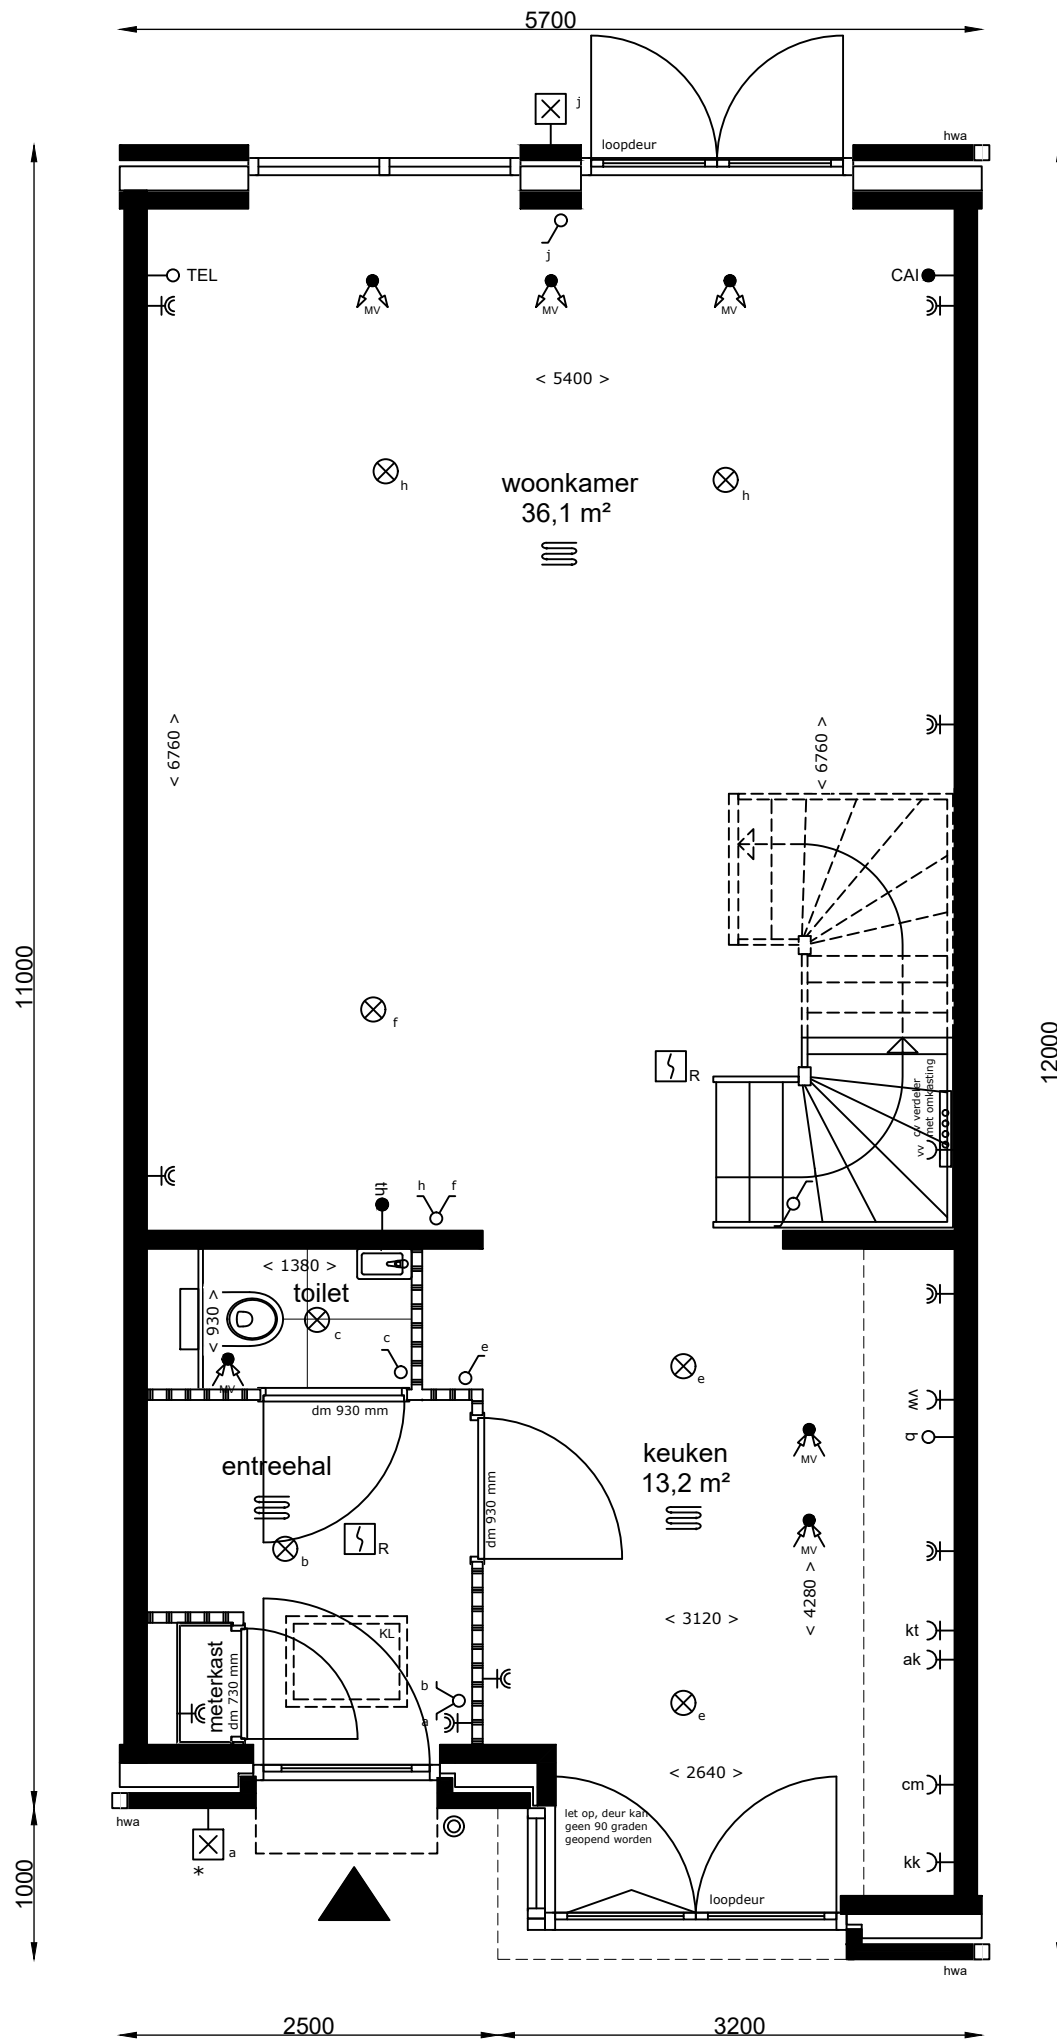 5700
j
loopdeur
hwa
j
TEL
CAI
MV
MV
MV
< 5400 >
h
woonkamer
h
36,1 m²
< 6760 >
< 6760 >
11000
12000
f
R
cv verdeler
met omkasting
vv
th
h
f
< 1380 >
toilet
< 930 >
c
c
e
e
MV
dm 930 mm
vw
q
entreehal
keuken
13,2 m²
MV
dm 930 mm
R
b
MV
< 4280 >
< 3120 >
KL
kt
ak
meterkast
dm 730 mm
b
a
e
< 2640 >
cm
let op, deur kan
geen 90 graden
geopend worden
hwa
a
*
kk
1000
loopdeur
hwa
2500
3200